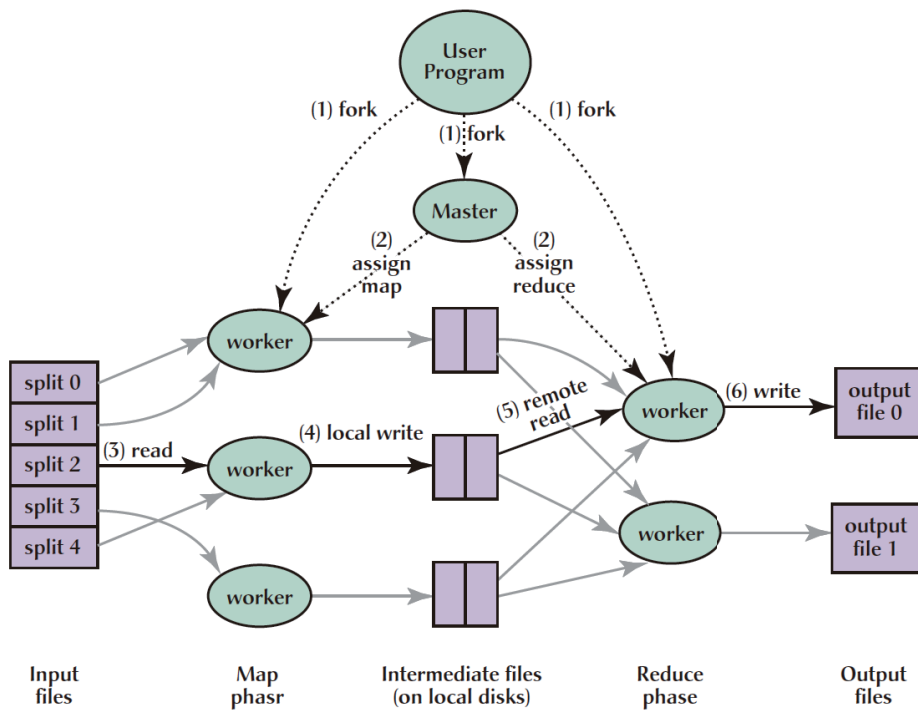 User
Program
(1) fork
(1) fork
(1) fork
Master
(2)
assign
map
(2)
assign
reduce
worker
split 0
split 1
split 2
split 3
split 4
(3) read
worker
(4) local write
(5) remote
read
worker
(6) write
output
file 0
worker
output
file 1
worker
Input
files
Map
phasr
Intermediate files
(on local disks)
Reduce
phase
Output
files